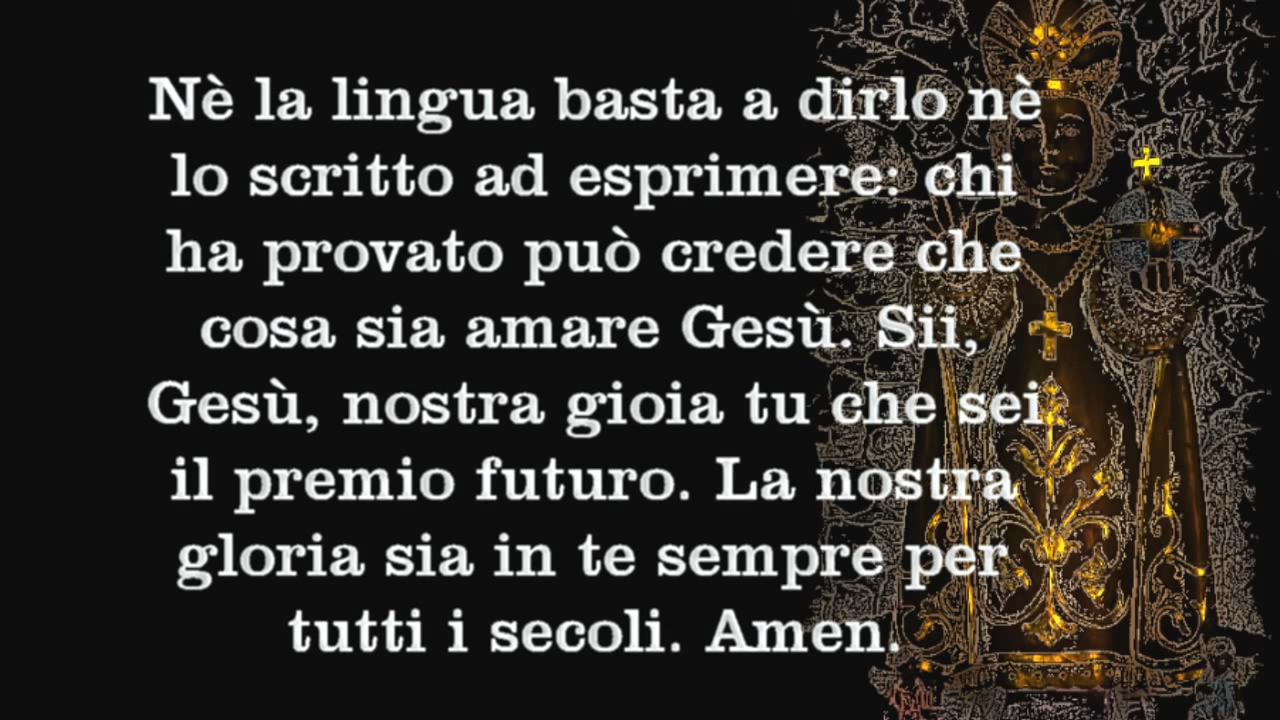 Nè la lingua basta a dirlo nè
lo scritto ad esprimere: chi
ha provato può credere che
cosa sia amare Gesù. Sii,
Gesù, nostra gioia tu che sei
il premio futuro. La nostra
gloria sia in te sempre per
tutti i secoli. Amen.